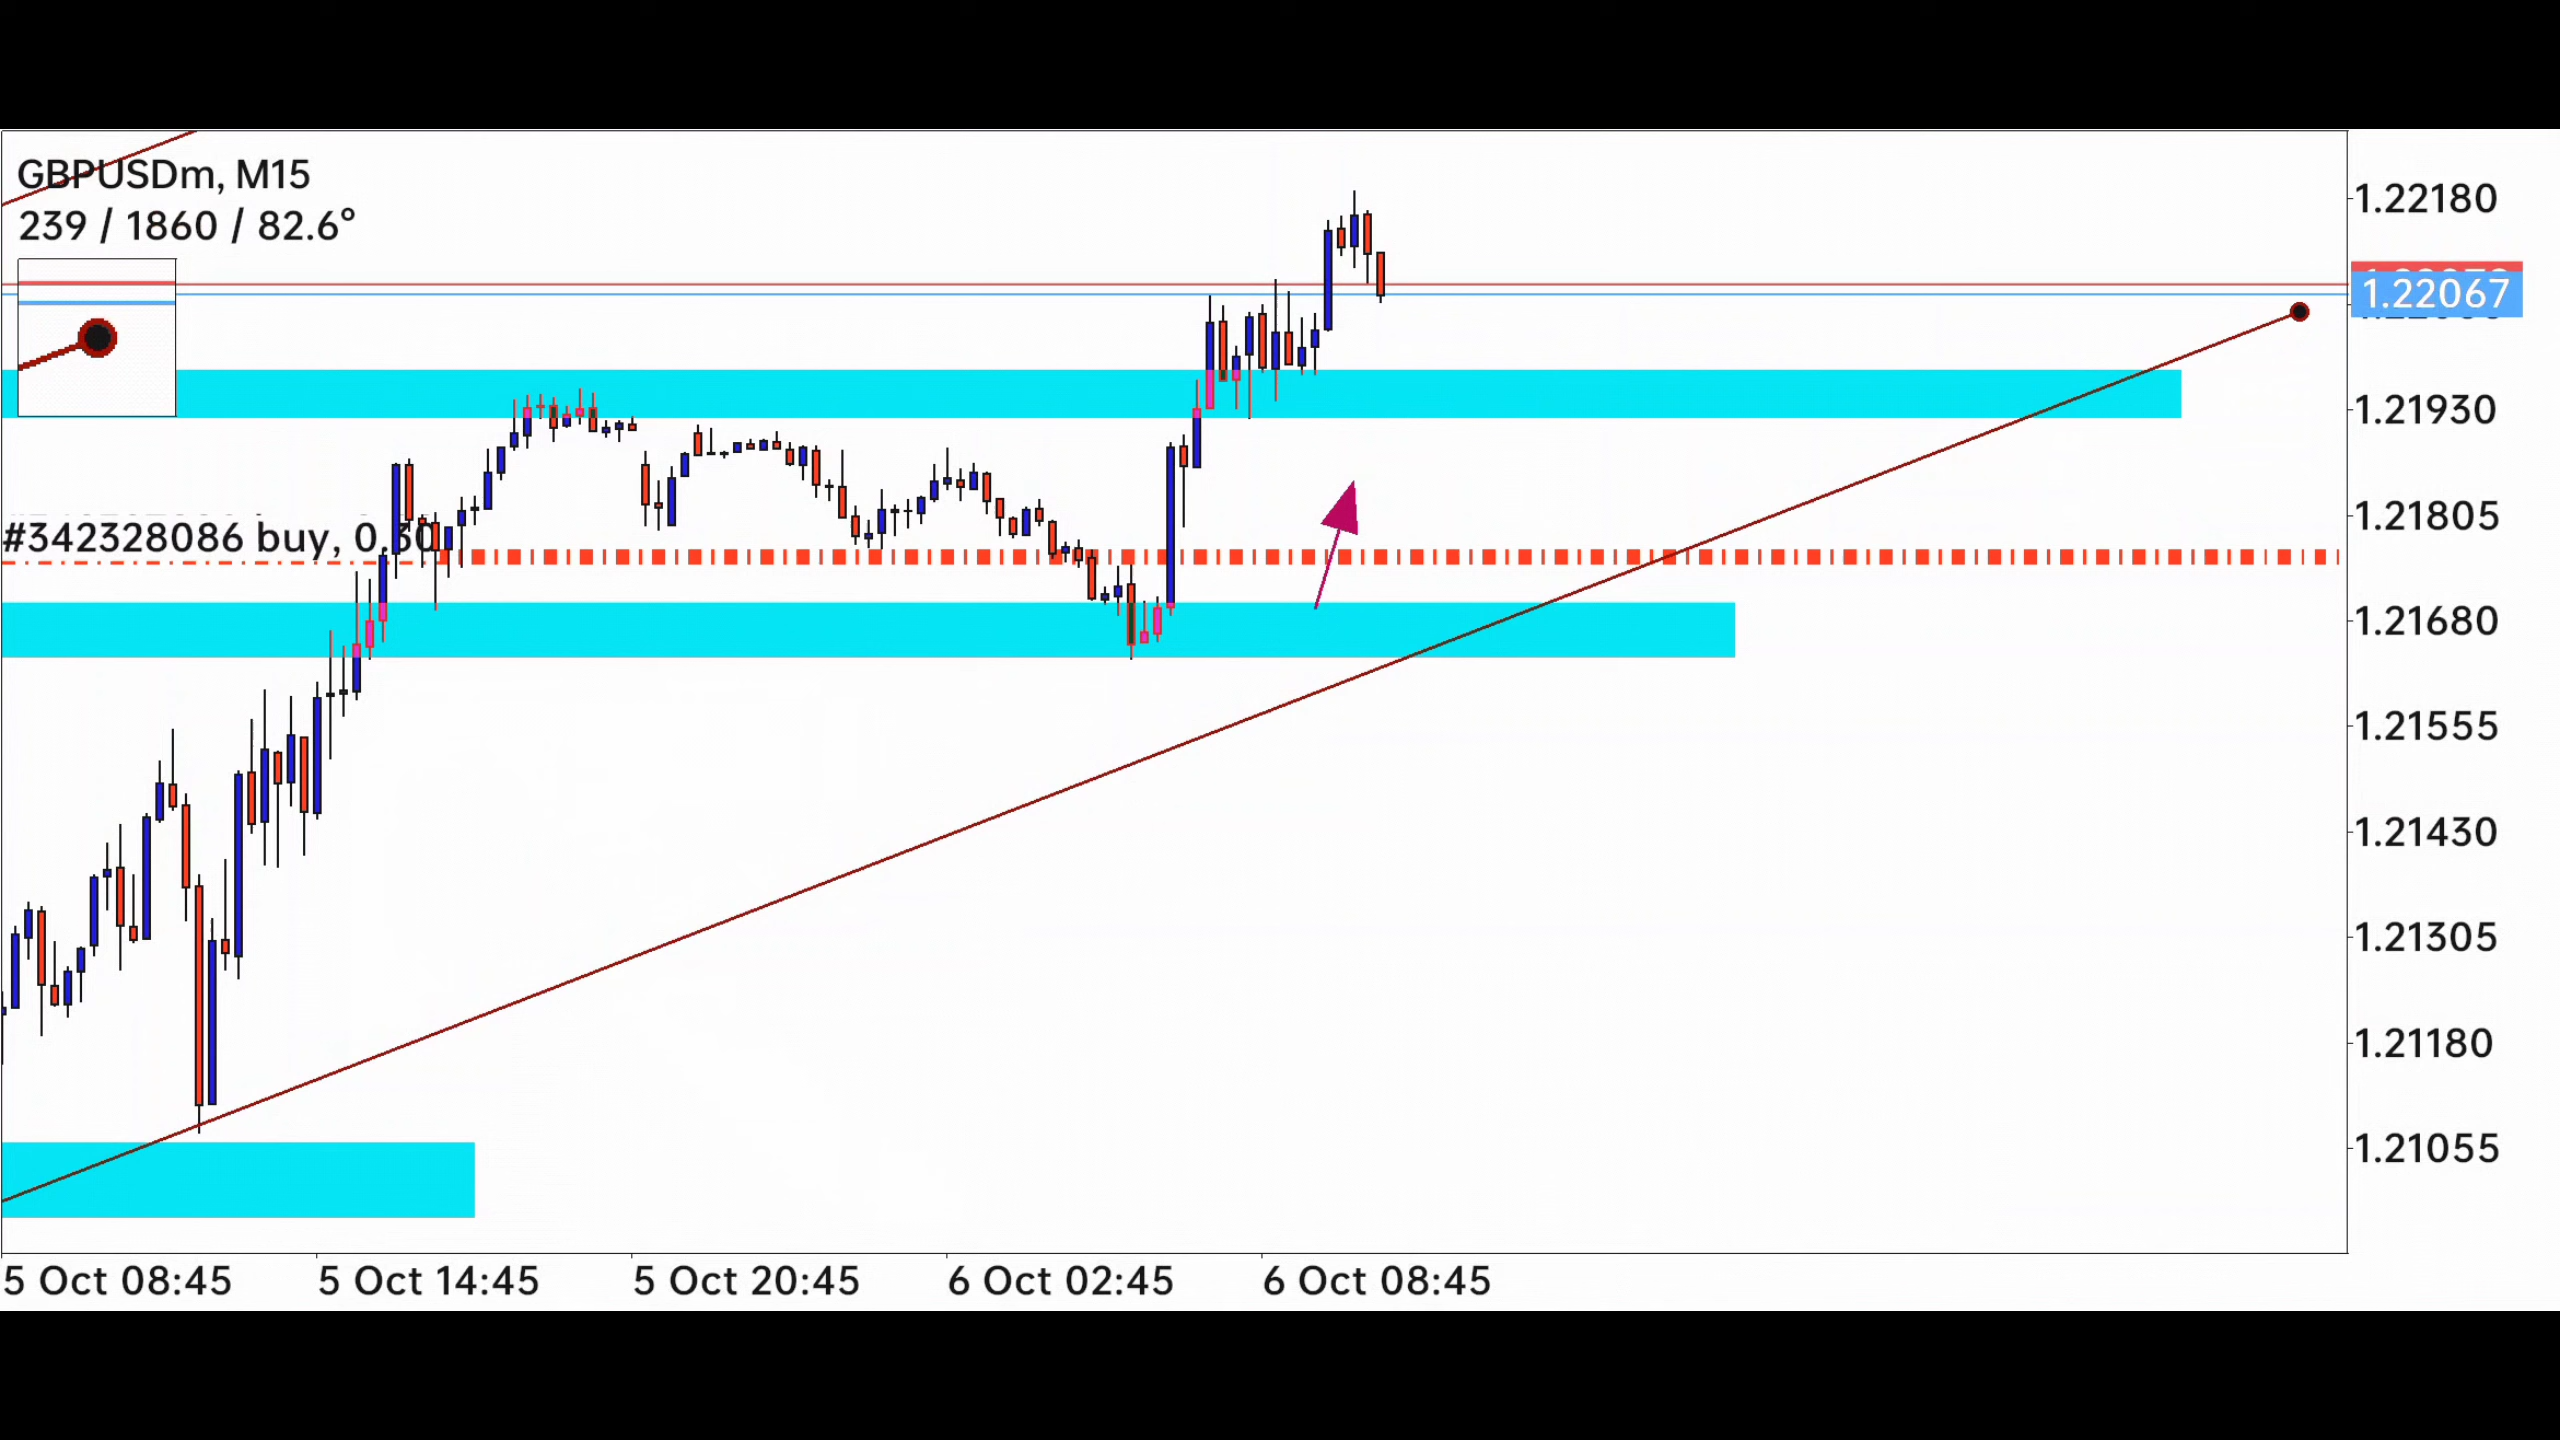 GBPUSDm, M15
239 / 1860 / 82.6°
#342328086 buy, 0.30
1.22180
1.22067
1.21930
1.21805
1.21680
1.21555
1.21430
1.21305
1.21180
1.21055
5 Oct 08:45
5 Oct 14:45
5 Oct 20:45
6 Oct 02:45
6 Oct 08:45